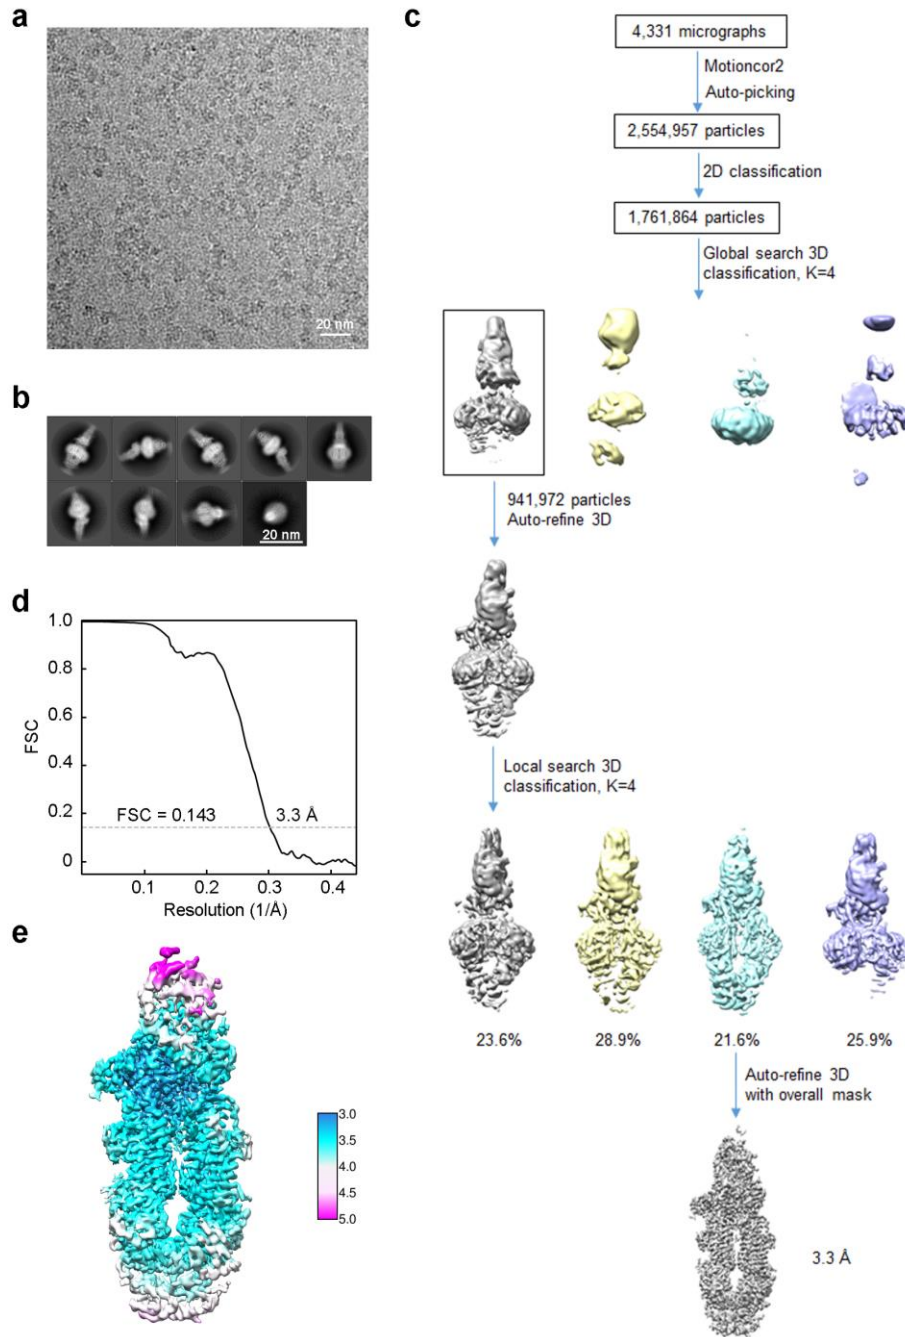 a
20 nm
b
20 nm
c
4,331 micrographs
Motioncor2
Auto-picking
2,554,957 particles
2D classification
1,761,864 particles
Global search 3D
classification, K=4
941,972 particles
Auto-refine 3D
Local search 3D
classification, K=4
23.6%
28.9%
21.6%
25.9%
Auto-refine 3D
with overall mask
3.3 Å
d
1.0
0.8
0.6
0.4
0.2
0
FSC
FSC = 0.143
3.3 Å
0.1
0.2
0.3
0.4
Resolution (1/Å)
e
3.0
3.5
4.0
4.5
5.0